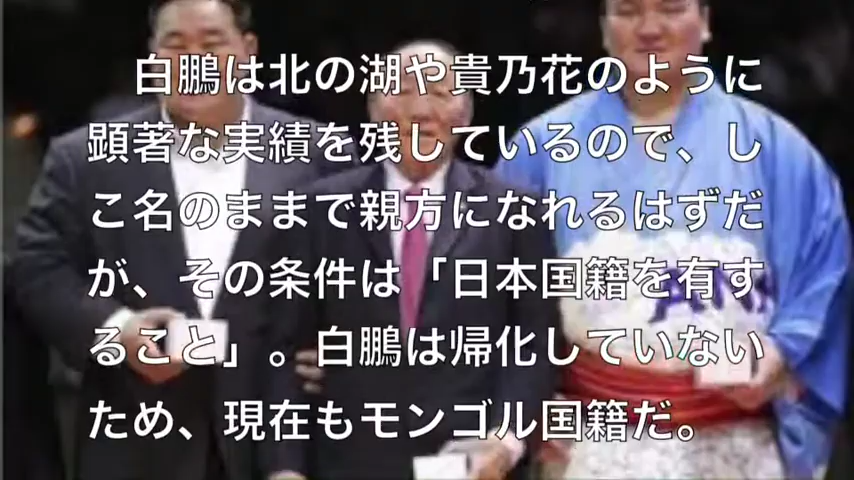 白鵬は北の湖や貴乃花のように
顕著な実績を残しているので、し
こ名のままで親方になれるはずだ
が、その条件は「日本国籍を有す
ること」。白鵬は帰化していない
ため、現在もモンゴル国籍だ。